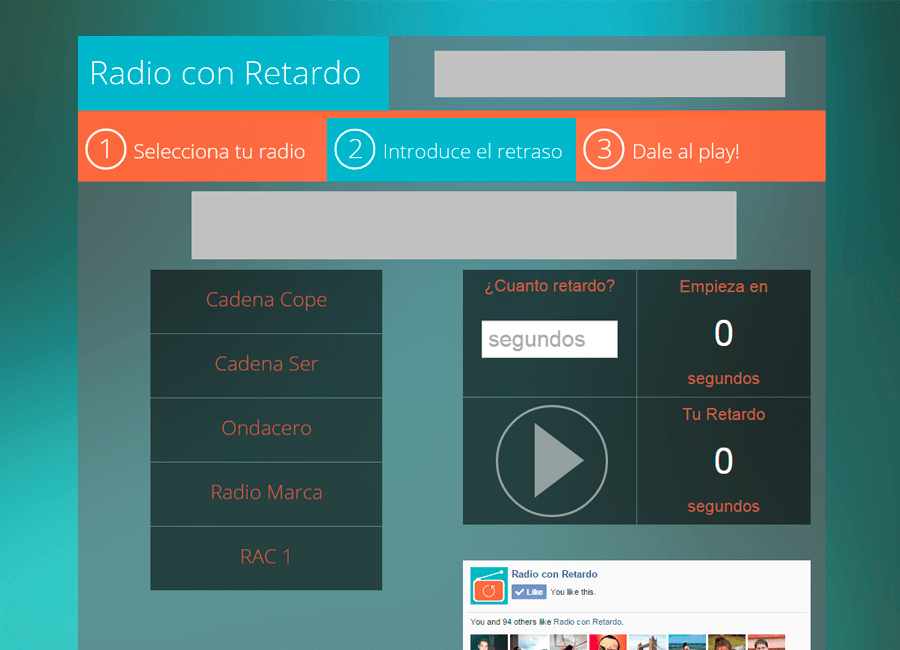 Radio con Retardo
1 Selecciona tu radio
2 Introduce el retraso
3 Dale al play!
Cadena Cope
Cadena Ser
Ondacero
Radio Marca
RAC 1
¿Cuanto retardo?
segundos
Empieza en
0
segundos
Tu Retardo
0
segundos
Radio con Retardo
Like You like this.
You and 94 others like Radio con Retardo.